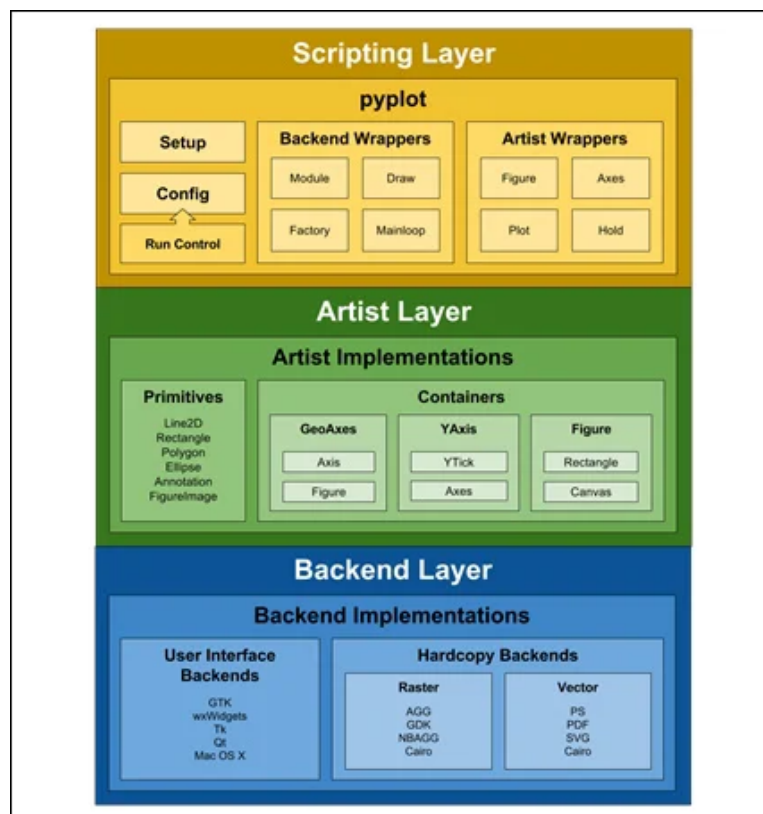 Scripting Layer
pyplot
Setup
Config
Run Control
Backend Wrappers
Module
Draw
Factory
Mainloop
Artist Wrappers
Figure
Axes
Plot
Hold
Artist Layer
Artist Implementations
Primitives
Line2D
Rectangle
Polygon
Ellipse
Annotation
FigureImage
Containers
GeoAxes
Axis
Figure
YAxis
YTick
Axes
Figure
Rectangle
Canvas
Backend Layer
Backend Implementations
User Interface
Backends
GTK
wxWidgets
Tk
Qt
Mac OS X
Hardcopy Backends
Raster
AGG
GDK
NBAGG
Cairo
Vector
PS
PDF
SVG
Cairo